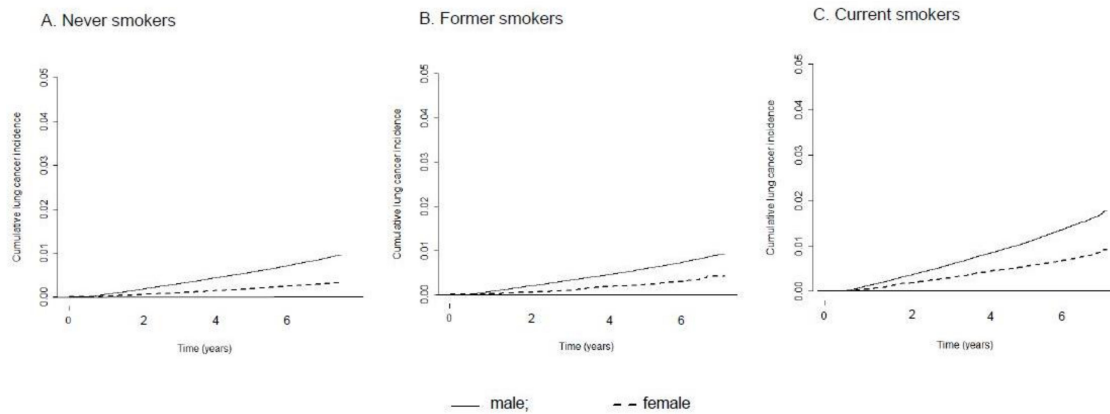 A. Never smokers
Cumulative lung cancer incidence
0.05
0.04
0.03
0.02
0.01
0.00
0 2 4 6
Time (years)
B. Former smokers
Cumulative lung cancer incidence
0.05
0.04
0.03
0.02
0.01
0.00
0 2 4 6
Time (years)
C. Current smokers
Cumulative lung cancer incidence
0.05
0.04
0.03
0.02
0.01
0.00
0 2 4 6
Time (years)
male; female